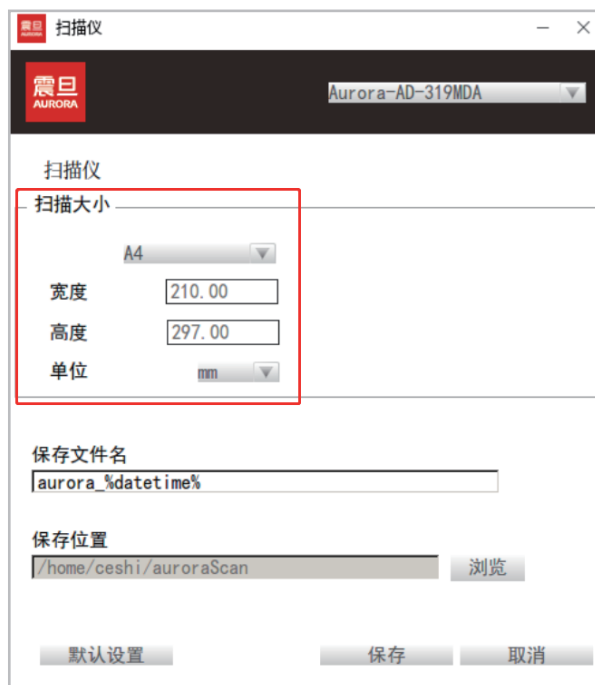 震旦
AURORA
扫描仪
震旦
AURORA
Aurora-AD-319MDA
扫描仪
扫描大小
A4
宽度 210.00
高度 297.00
单位 mm
保存文件名
aurora_%datetime%
保存位置
/home/ceshi/auroraScan 浏览
默认设置 保存 取消